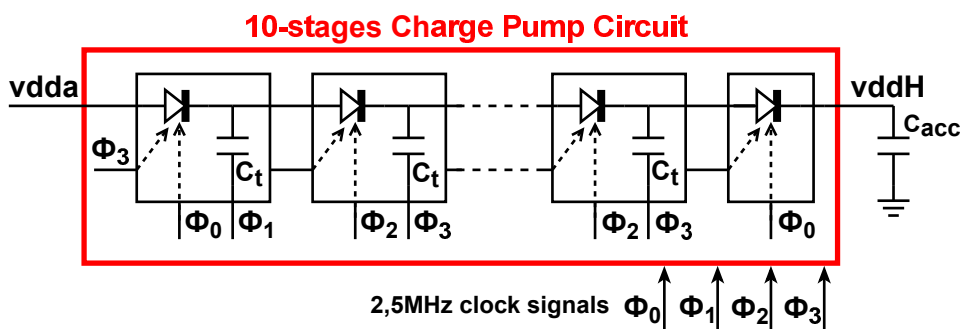 10-stages Charge Pump Circuit
vdda
vddH
Cacc
Φ3
Ct
Ct
Ct
Φ0 Φ1 Φ2 Φ3 Φ2 Φ3 Φ0
2,5MHz clock signals Φ0 Φ1 Φ2 Φ3